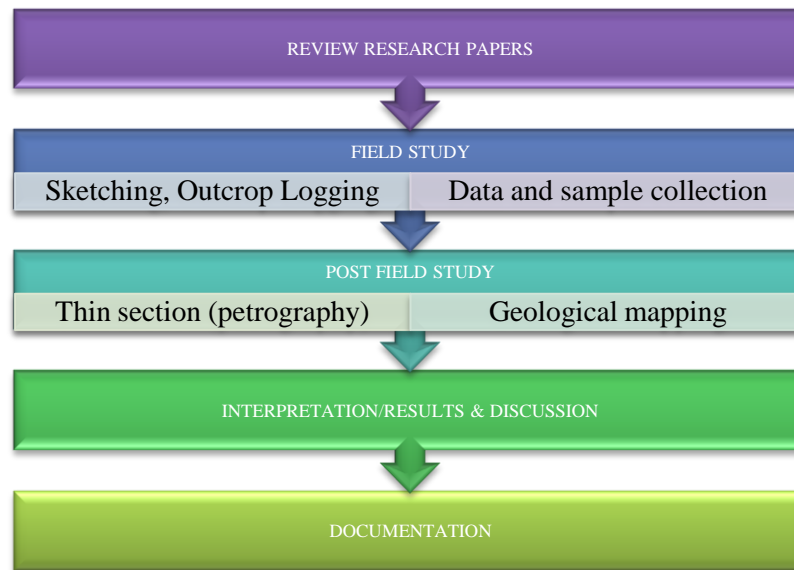 REVIEW RESEARCH PAPERS
FIELD STUDY
Sketching, Outcrop Logging
Data and sample collection
POST FIELD STUDY
Thin section (petrography)
Geological mapping
INTERPRETATION/RESULTS & DISCUSSION
DOCUMENTATION